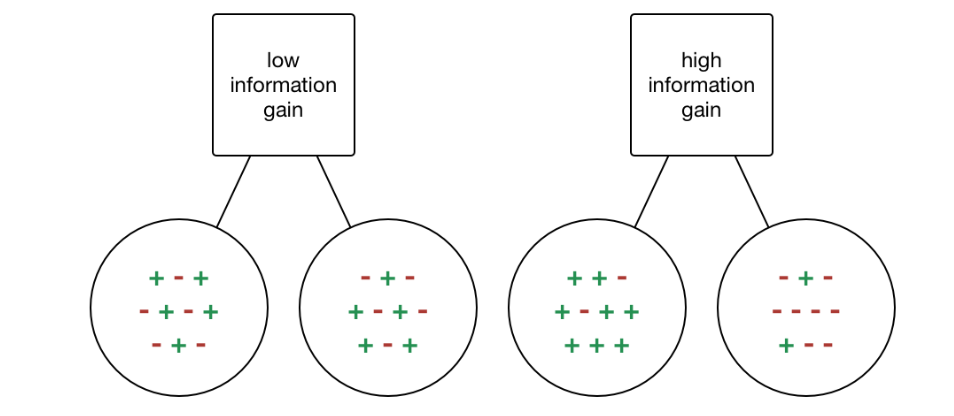 low
information
gain
high
information
gain
+ - +
- + - +
- + -
- + -
+ - + -
+ - +
+ + -
+ - + +
+ + +
- + -
- - - -
+ - -